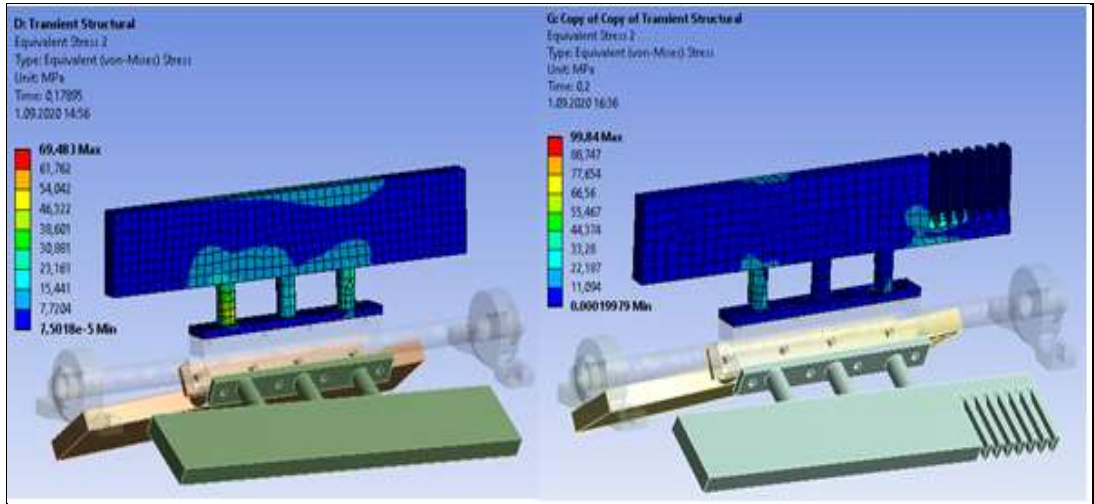 D: Transient Structural
Equivalent Stress 2
Type: Equivalent (von-Mises) Stress
Unit: MPa
Time: 0,17895
1.09.2020 14:56
69,483 Max
61,762
54,042
46,322
38,601
30,881
23,161
15,441
7,7204
7,5018e-5 Min
G: Copy of Copy of Transient Structural
Equivalent Stress 2
Type: Equivalent (von-Mises) Stress
Unit: MPa
Time: 0,2
1.09.2020 16:36
99,84 Max
88,747
77,654
66,56
55,467
44,374
33,28
22,187
11,094
0,00019979 Min